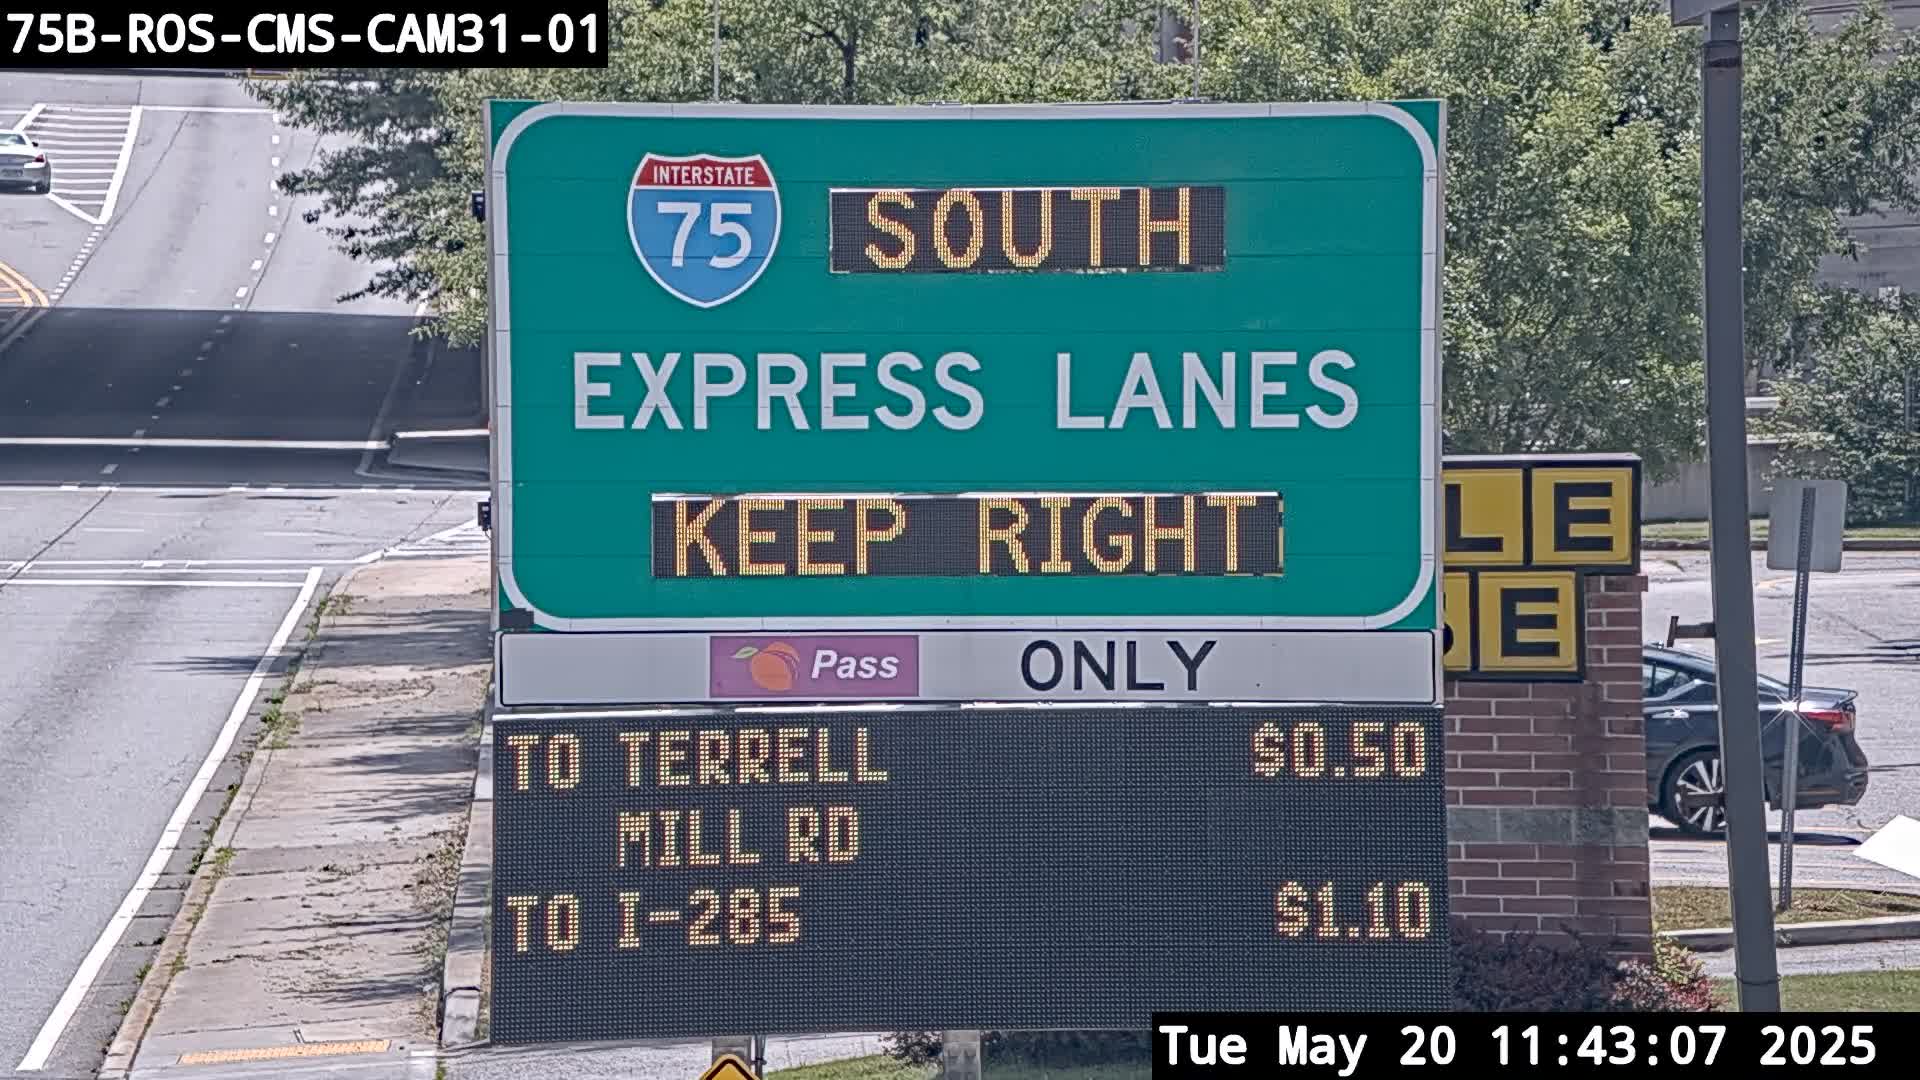 75B-ROS-CMS-CAM31-01
INTERSTATE
75
SOUTH
EXPRESS LANES
KEEP RIGHT
Pass ONLY
TO TERRELL $0.50
MILL RD
TO I-285 $1.10
LE
E
Tue May 20 11:43:07 2025